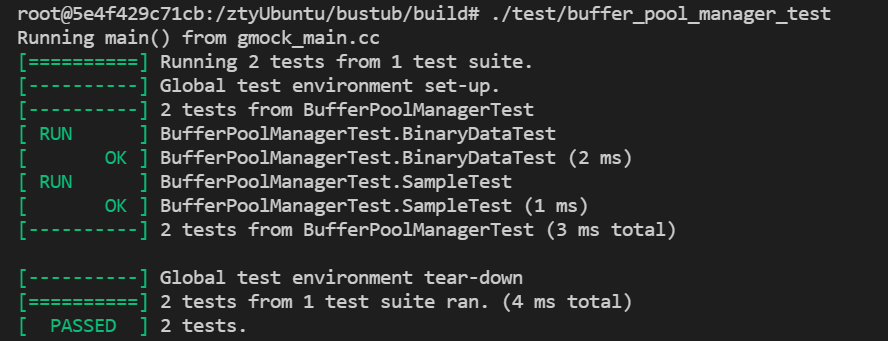 root@5e4f429c71cb:/ztyUbuntu/bustub/build# ./test/buffer_pool_manager_test
Running main() from gmock_main.cc
[==========] Running 2 tests from 1 test suite.
[----------] Global test environment set-up.
[----------] 2 tests from BufferPoolManagerTest
[ RUN      ] BufferPoolManagerTest.BinaryDataTest
[       OK ] BufferPoolManagerTest.BinaryDataTest (2 ms)
[ RUN      ] BufferPoolManagerTest.SampleTest
[       OK ] BufferPoolManagerTest.SampleTest (1 ms)
[----------] 2 tests from BufferPoolManagerTest (3 ms total)

[----------] Global test environment tear-down
[==========] 2 tests from 1 test suite ran. (4 ms total)
[  PASSED  ] 2 tests.